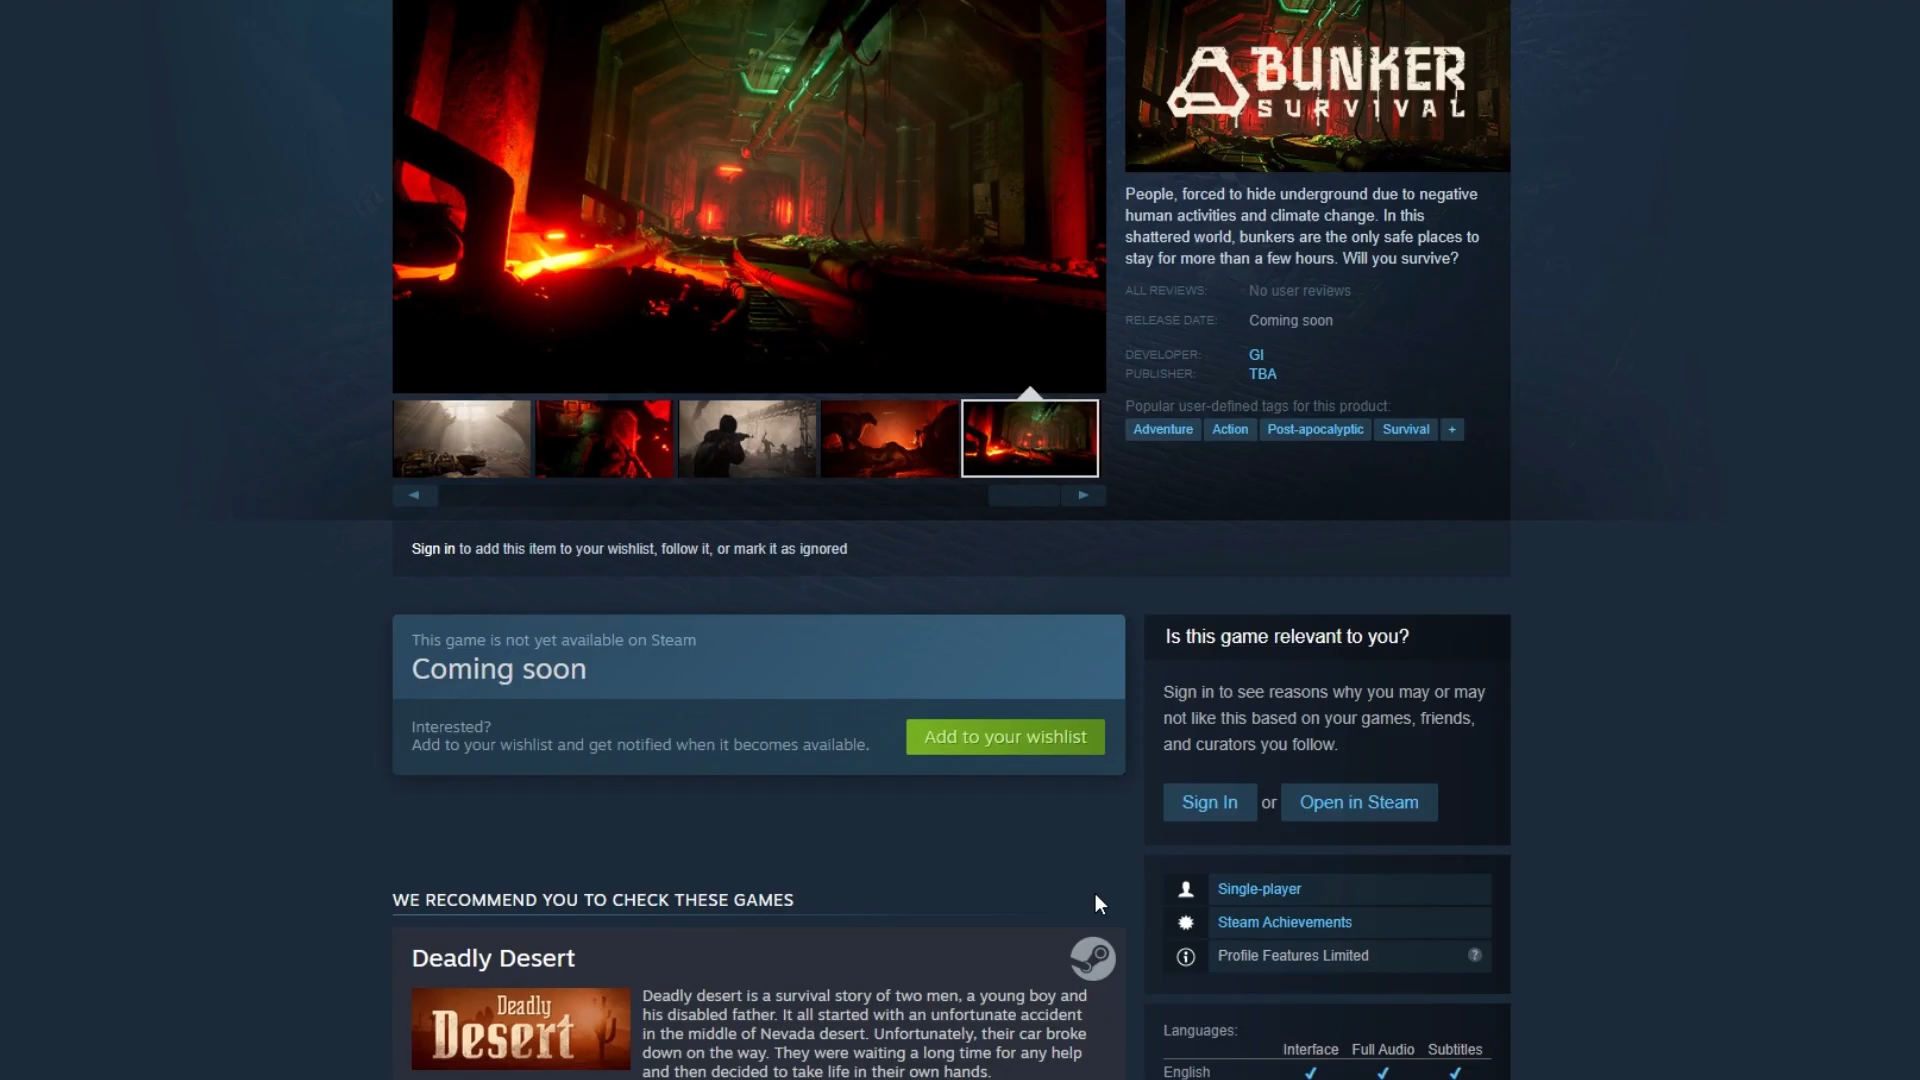 BUNKER
SURVIVAL
People, forced to hide underground due to negative
human activities and climate change. In this
shattered world, bunkers are the only safe places to
stay for more than a few hours. Will you survive?
ALL REVIEWS: No user reviews
RELEASE DATE: Coming soon
DEVELOPER: GI
PUBLISHER: TBA
Popular user-defined tags for this product:
Adventure Action Post-apocalyptic Survival +
Sign in to add this item to your wishlist, follow it, or mark it as ignored
This game is not yet available on Steam
Coming soon
Interested?
Add to your wishlist and get notified when it becomes available.
Add to your wishlist
Is this game relevant to you?
Sign in to see reasons why you may or may
not like this based on your games, friends,
and curators you follow.
Sign In or Open in Steam
Single-player
Steam Achievements
Profile Features Limited ?
Languages:
Interface Full Audio Subtitles
English ✓ ✓ ✓
WE RECOMMEND YOU TO CHECK THESE GAMES
Deadly Desert
Deadly
Desert
Deadly desert is a survival story of two men, a young boy and
his disabled father. It all started with an unfortunate accident
in the middle of Nevada desert. Unfortunately, their car broke
down on the way. They were waiting a long time for any help
and then decided to take life in their own hands.